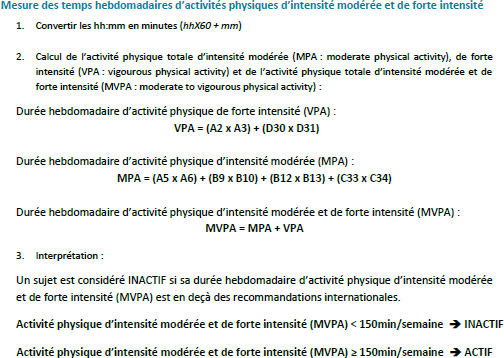 Mesure des temps hebdomadaires d'activités physiques d'intensité modérée et de forte intensité
1. Convertir les hh:mm en minutes (hhX60 + mm)
2. Calcul de l'activité physique totale d'intensité modérée (MPA : moderate physical activity), de forte
intensité (VPA : vigourous physical activity) et de l'activité physique totale d'intensité modérée et de
forte intensité (MVPA : moderate to vigourous physical activity) :
Durée hebdomadaire d'activité physique de forte intensité (VPA) :
VPA = (A2 x A3) + (D30 x D31)
Durée hebdomadaire d'activité physique d'intensité modérée (MPA) :
MPA = (A5 x A6) + (B9 x B10) + (B12 x B13) + (C33 x C34)
Durée hebdomadaire d'activité physique d'intensité modérée et de forte intensité (MVPA) :
MVPA = MPA + VPA
3. Interprétation :
Un sujet est considéré INACTIF si sa durée hebdomadaire d'activité physique d'intensité modérée
et de forte intensité (MVPA) est en deçà des recommandations internationales.
Activité physique d'intensité modérée et de forte intensité (MVPA) < 150min/semaine ➔ INACTIF
Activité physique d'intensité modérée et de forte intensité (MVPA) ≥ 150min/semaine ➔ ACTIF